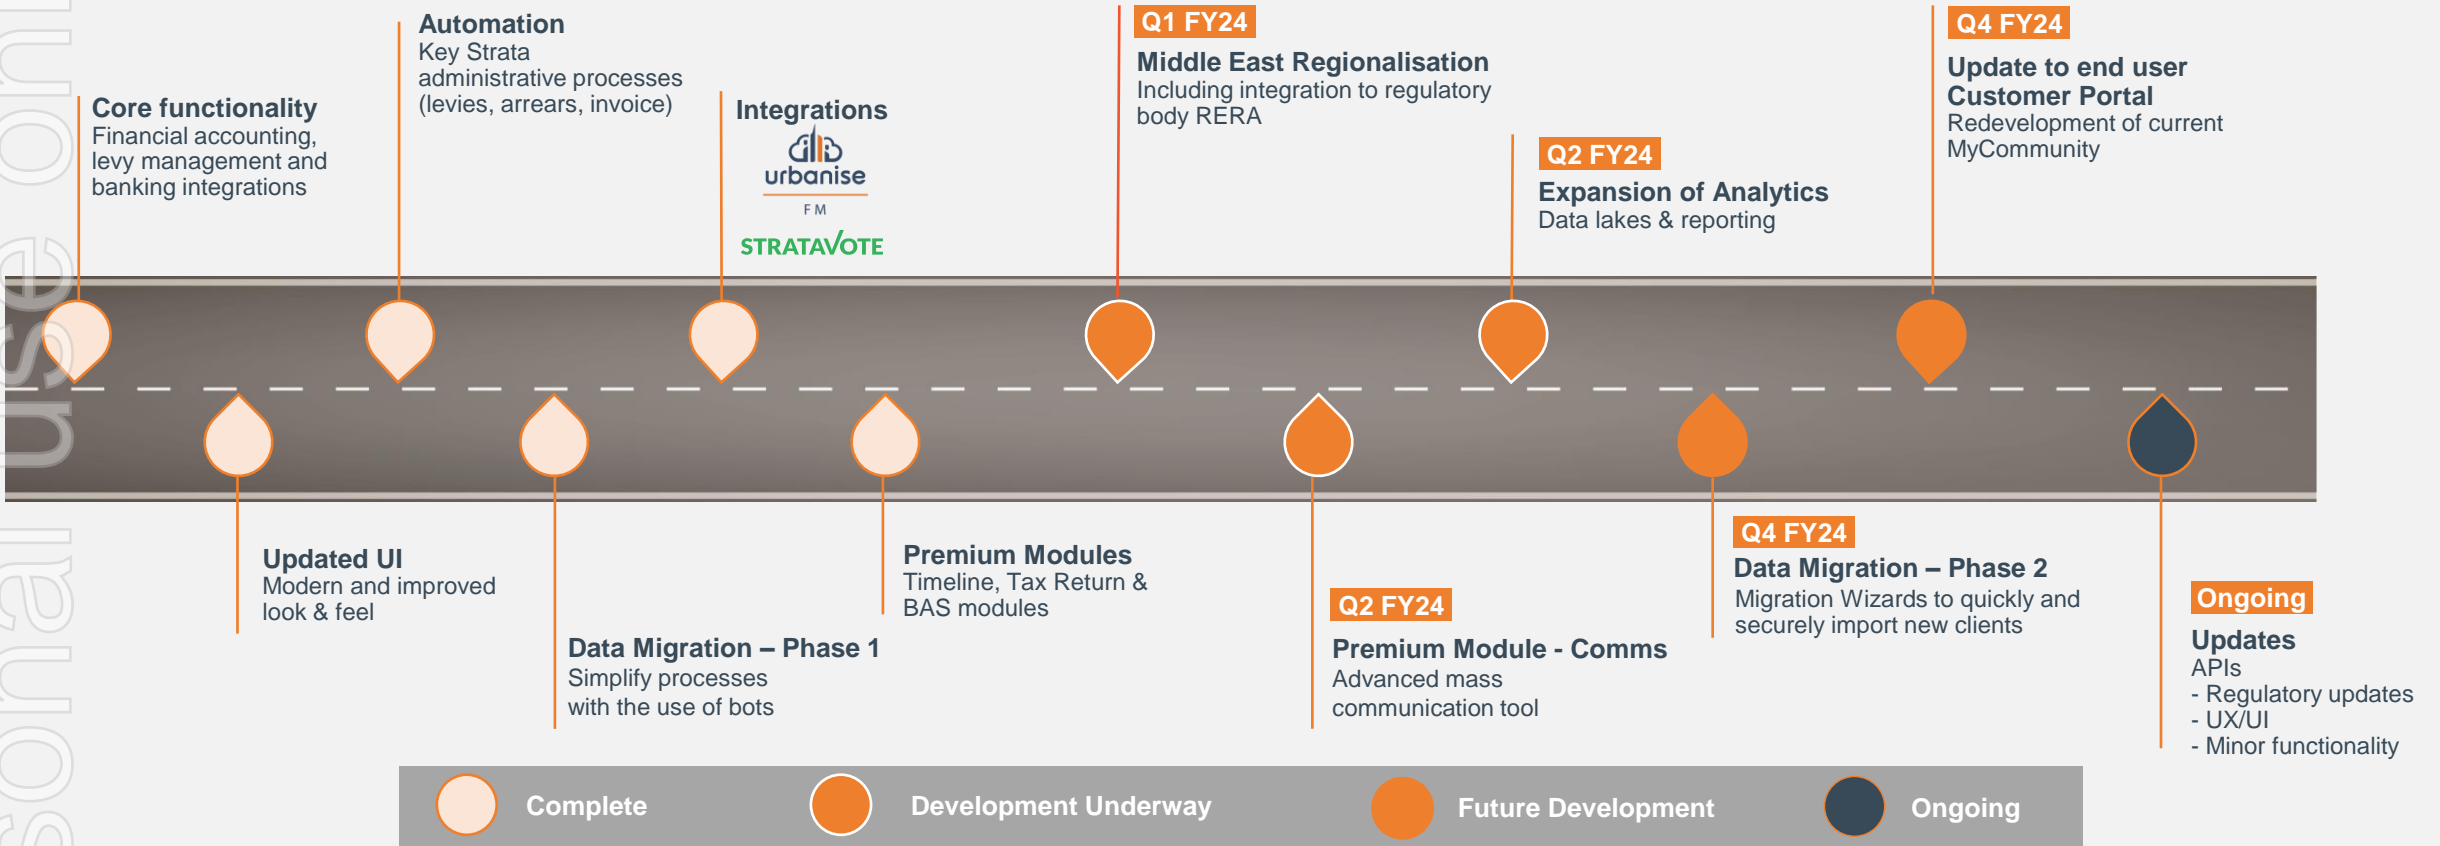 Core functionality
Financial accounting,
levy management and
banking integrations
Updated UI
Modern and improved
look & feel
Automation
Key Strata
administrative processes
(levies, arrears, invoice)
Data Migration – Phase 1
Simplify processes
with the use of bots
Integrations
urbanise
FM
STRATAVOTE
Premium Modules
Timeline, Tax Return &
BAS modules
Q1 FY24
Middle East Regionalisation
Including integration to regulatory
body RERA
Q2 FY24
Premium Module - Comms
Advanced mass
communication tool
Q2 FY24
Expansion of Analytics
Data lakes & reporting
Q4 FY24
Data Migration – Phase 2
Migration Wizards to quickly and
securely import new clients
Q4 FY24
Update to end user
Customer Portal
Redevelopment of current
MyCommunity
Ongoing
Updates
APIs
- Regulatory updates
- UX/UI
- Minor functionality
Complete
Development Underway
Future Development
Ongoing
sonal use onl